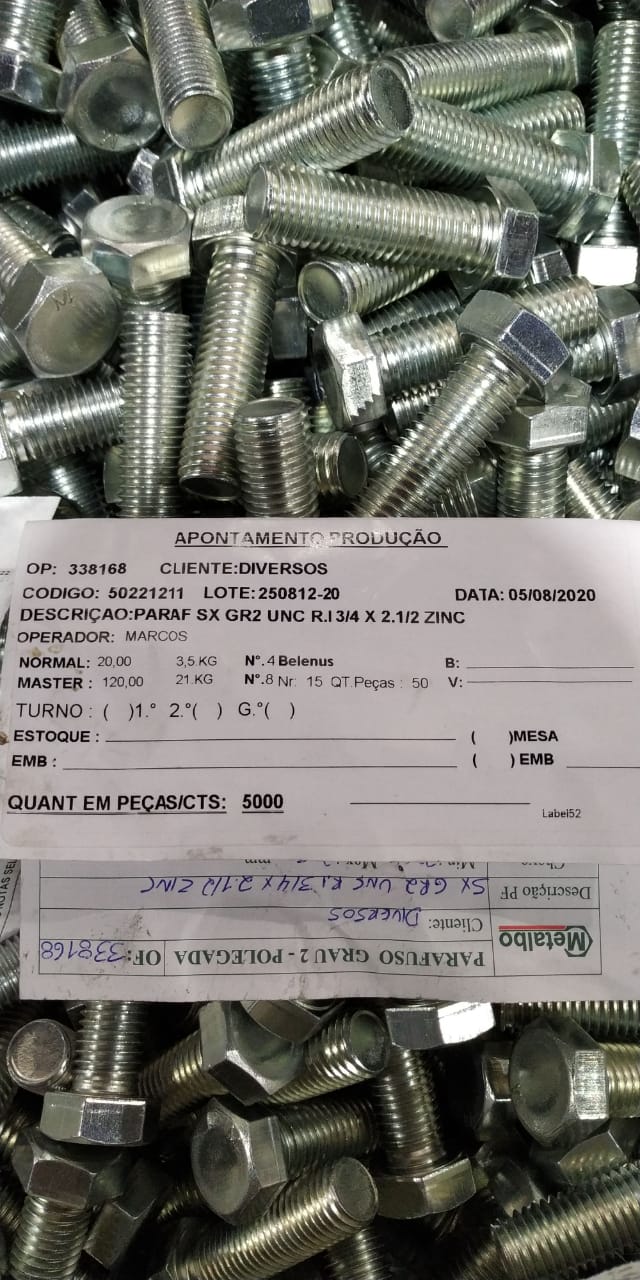 APONTAMENTO PRODUÇÃO
OP: 338168 CLIENTE:DIVERSOS
CODIGO: 50221211 LOTE:250812-20 DATA: 05/08/2020
DESCRIÇAO:PARAF SX GR2 UNC R.I 3/4 X 2.1/2 ZINC
OPERADOR: MARCOS
NORMAL: 20,00 3,5.KG Nº.4 Belenus B:
MASTER : 120,00 21.KG Nº.8 Nr: 15 QT.Peças : 50 V:
TURNO : ( )1.° 2.°( ) G.°( )
ESTOQUE : ( )MESA
EMB : ( ) EMB
QUANT EM PEÇAS/CTS: 5000
Label52
Metalbo PARAFUSO GRAU 2 - POLEGADA OF: 338168
Cliente: DIVERSOS
Descrição PF SX GR2 UNC R.I 3/4 X 2.1/2 ZINC